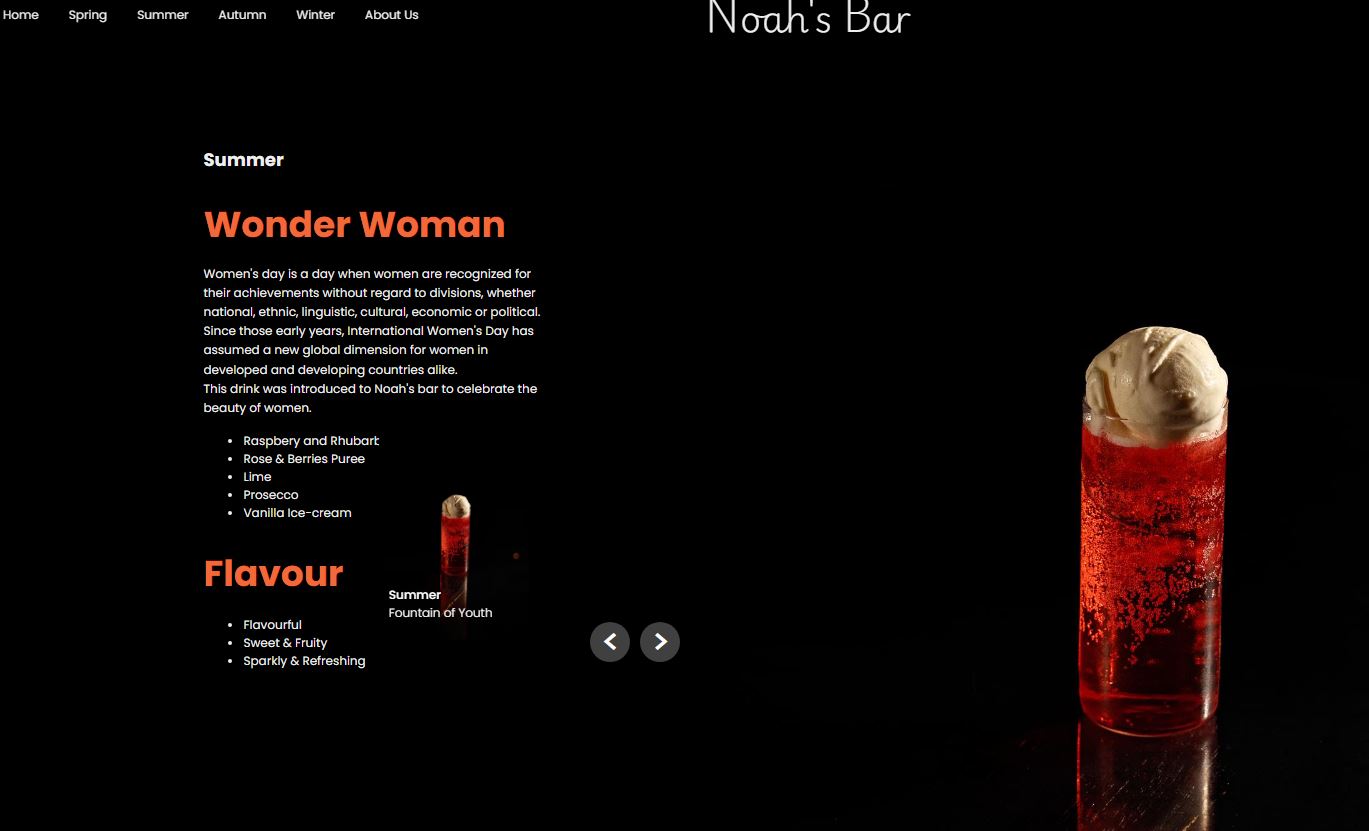 Home Spring Summer Autumn Winter About Us
Noah's Bar
Summer
Wonder Woman
Women's day is a day when women are recognized for
their achievements without regard to divisions, whether
national, ethnic, linguistic, cultural, economic or political.
Since those early years, International Women's Day has
assumed a new global dimension for women in
developed and developing countries alike.
This drink was introduced to Noah's bar to celebrate the
beauty of women.
• Raspbery and Rhubart
• Rose & Berries Puree
• Lime
• Prosecco
• Vanilla Ice-cream
Flavour
• Flavourful
• Sweet & Fruity
• Sparkly & Refreshing
Summer
Fountain of Youth